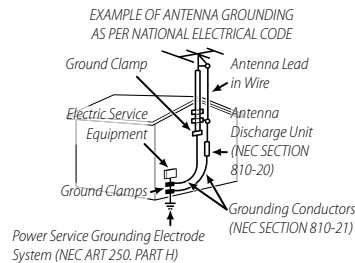 EXAMPLE OF ANTENNA GROUNDING
AS PER NATIONAL ELECTRICAL CODE
Ground Clamp
Antenna Lead
in Wire
Electric Service
Equipment
Antenna
Discharge Unit
(NEC SECTION
810-20)
Ground Clamps
Grounding Conductors
(NEC SECTION 810-21)
Power Service Grounding Electrode
System (NEC ART 250. PART H)